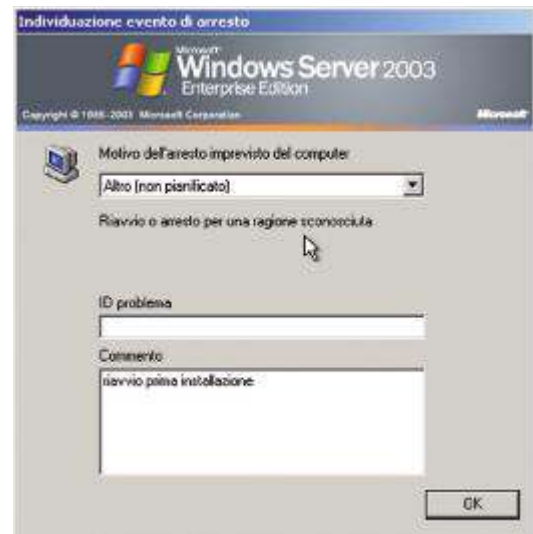 Individuazione evento di arresto
Microsoft
Windows Server 2003
Enterprise Edition
Copyright © 1985-2003 Microsoft Corporation
Microsoft
Motivo dell'arresto imprevisto del computer
Altro (non pianificato)
Riavvio o arresto per una ragione sconosciuta
ID problema
Commento
riavvio prima installazione
OK